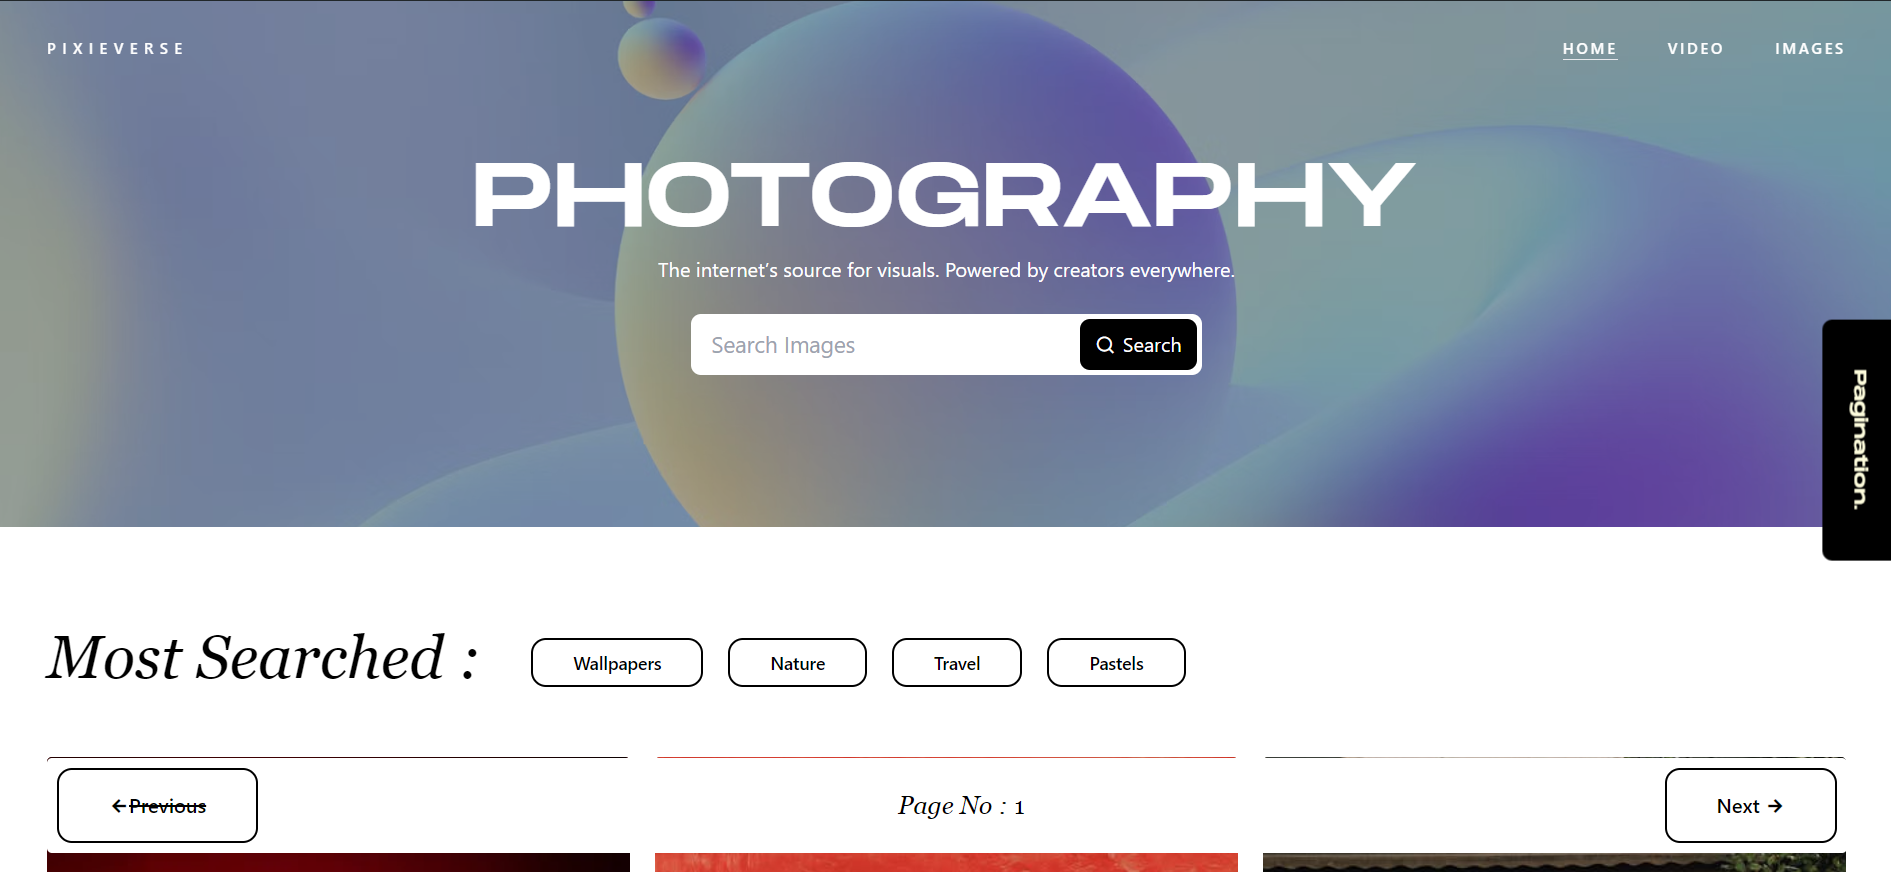 PIXIEVERSE
HOME VIDEO IMAGES
PHOTOGRAPHY
The internet's source for visuals. Powered by creators everywhere.
Search Images
Search
Pagination.
Most Searched :
Wallpapers
Nature
Travel
Pastels
←Previous
Page No : 1
Next →